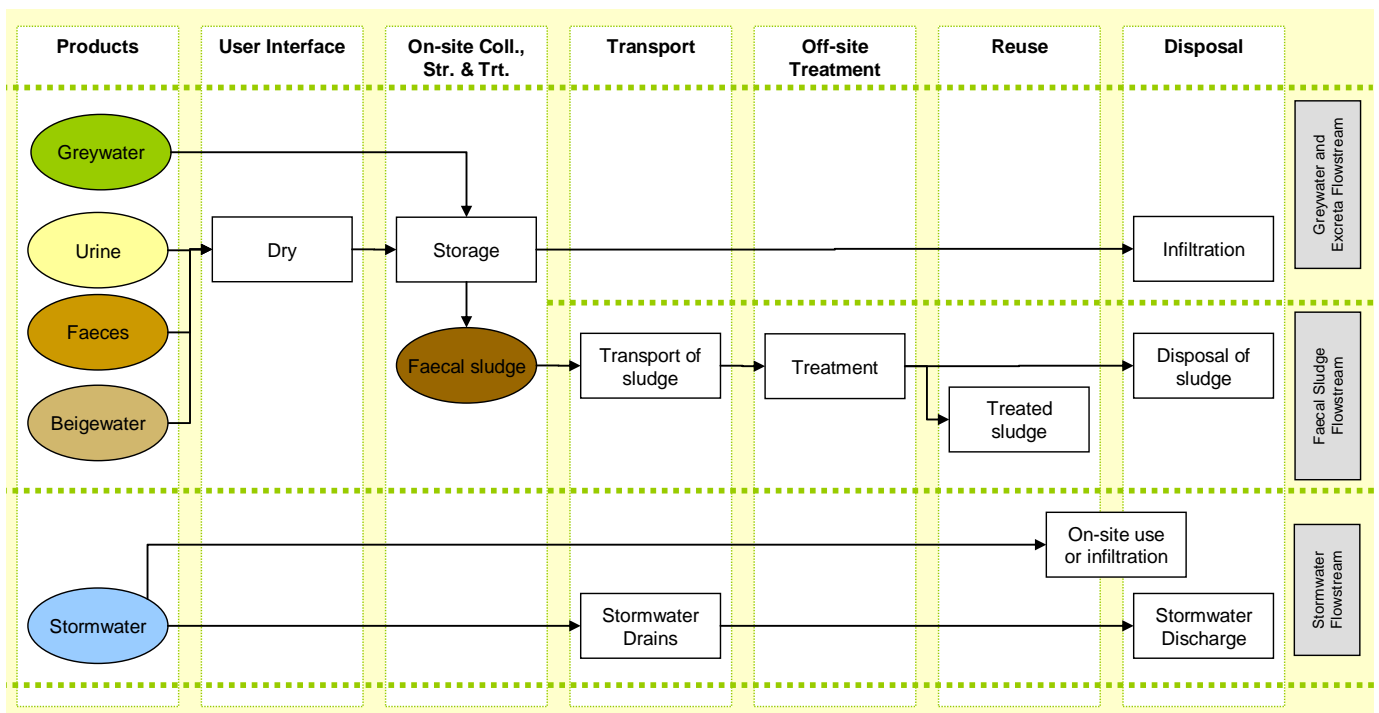 Products
User Interface
On-site Coll.,
Str. & Trt.
Transport
Off-site
Treatment
Reuse
Disposal
Greywater
Urine
Faeces
Beigewater
Dry
Storage
Infiltration
Greywater and
Excreta Flowstream
Faecal sludge
Transport of
sludge
Treatment
Treated
sludge
Disposal of
sludge
Faecal Sludge
Flowstream
Stormwater
On-site use
or infiltration
Stormwater
Drains
Stormwater
Discharge
Stormwater
Flowstream